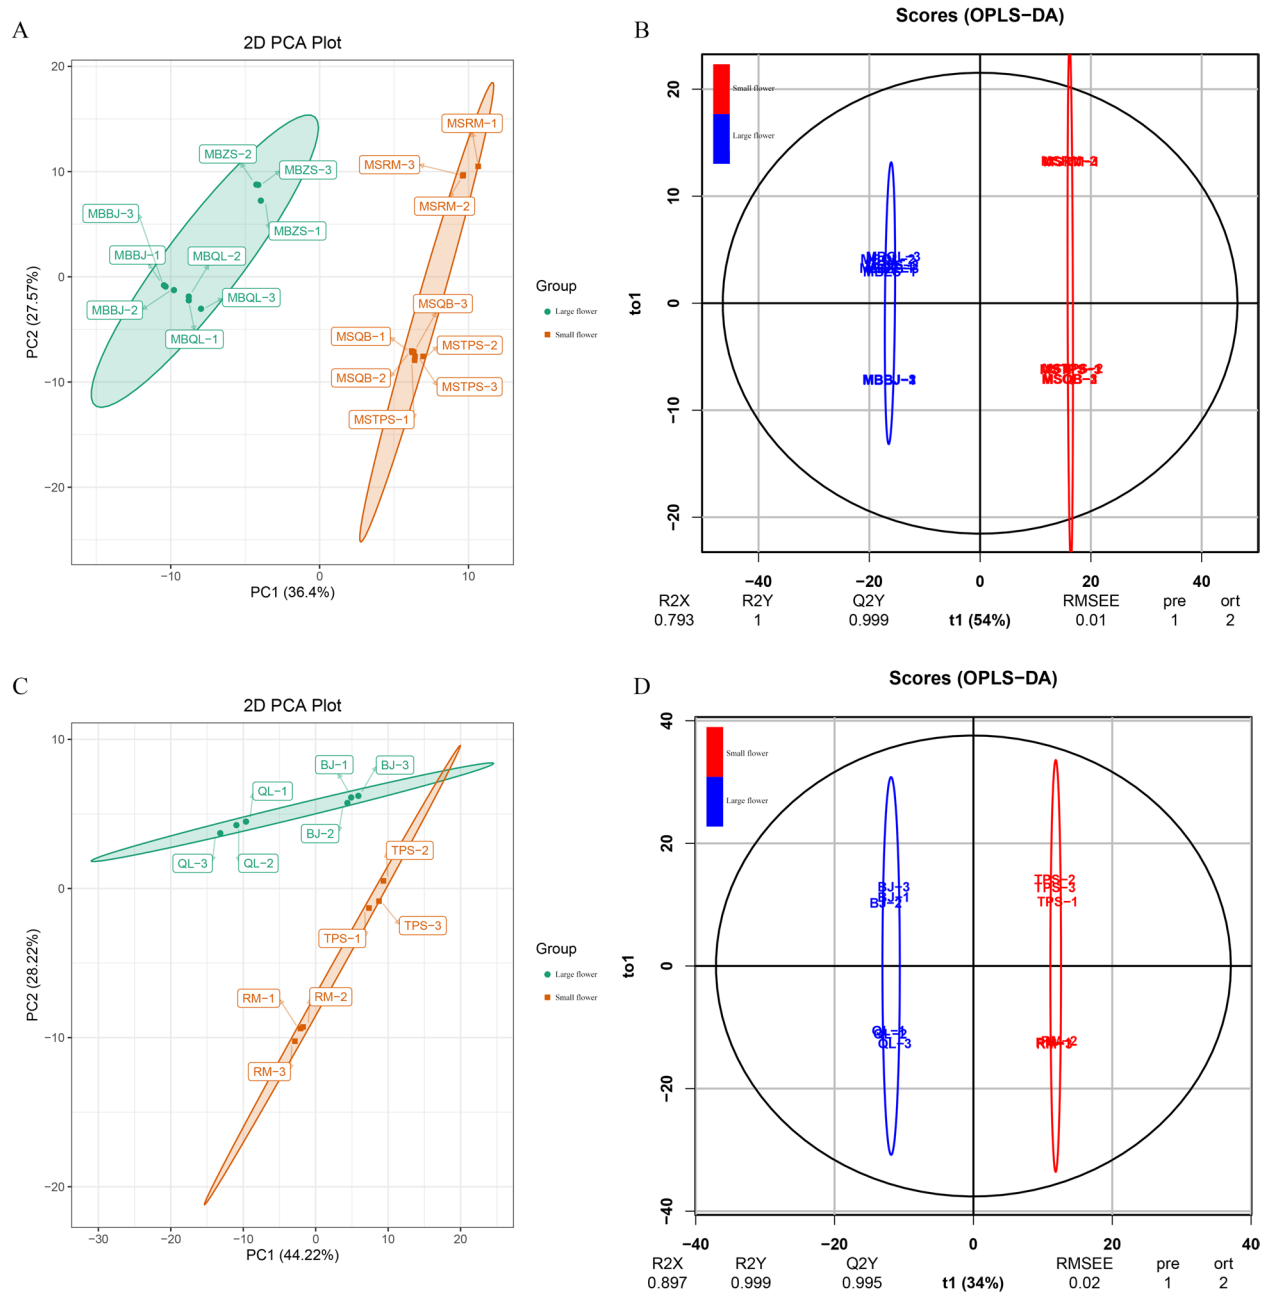 A
2D PCA Plot
20
10
0
−10
−20
PC2 (27.57%)
MSRM−1
MSRM−3
MSRM−2
MBZS−2
MBZS−3
MBZS−1
MBBJ−3
MBBJ−1
MBQL−2
MBBJ−2
MBQL−3
MBQL−1
MSQB−3
MSQB−1
MSTPS−2
MSQB−2
MSTPS−3
MSTPS−1
−10
0
10
PC1 (36.4%)
Group
Large flower
Small flower
B
Scores (OPLS−DA)
Small flower
Large flower
20
10
0
−10
−20
to1
MBQL−3
MBBJ−3
MSTPS−2
−40
−20
0
20
40
R2X
R2Y
Q2Y
RMSEE
pre
ort
0.793
1
0.999
t1 (54%)
0.01
1
2
C
2D PCA Plot
10
0
−10
−20
PC2 (28.22%)
BJ−1
BJ−3
QL−1
BJ−2
QL−3
QL−2
TPS−2
TPS−3
TPS−1
RM−1
RM−2
RM−3
−30
−20
−10
0
10
20
PC1 (44.22%)
Group
Large flower
Small flower
D
Scores (OPLS−DA)
Small flower
Large flower
40
20
0
−20
−40
to1
BJ−3
BJ−1
BJ−2
TPS−2
TPS−3
TPS−1
QL−1
QL−2
QL−3
RM−2
RM−3
−40
−20
0
20
40
R2X
R2Y
Q2Y
RMSEE
pre
ort
0.897
0.999
0.995
t1 (34%)
0.02
1
2